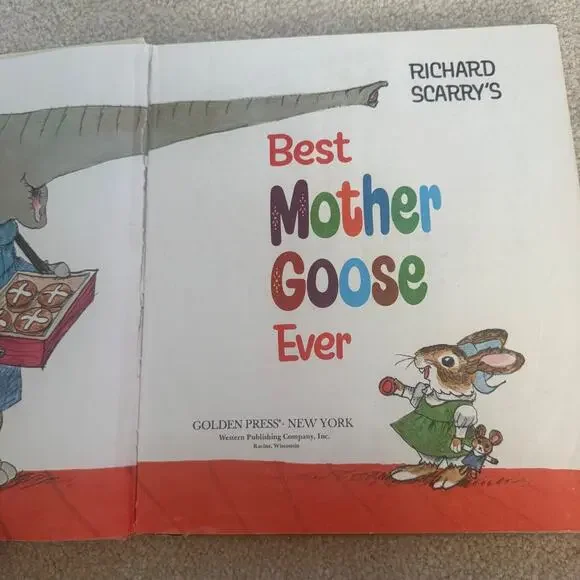 RICHARD
SCARRY'S
Best
Mother
Goose
Ever
GOLDEN PRESS® · NEW YORK
Western Publishing Company, Inc.
Racine, Wisconsin